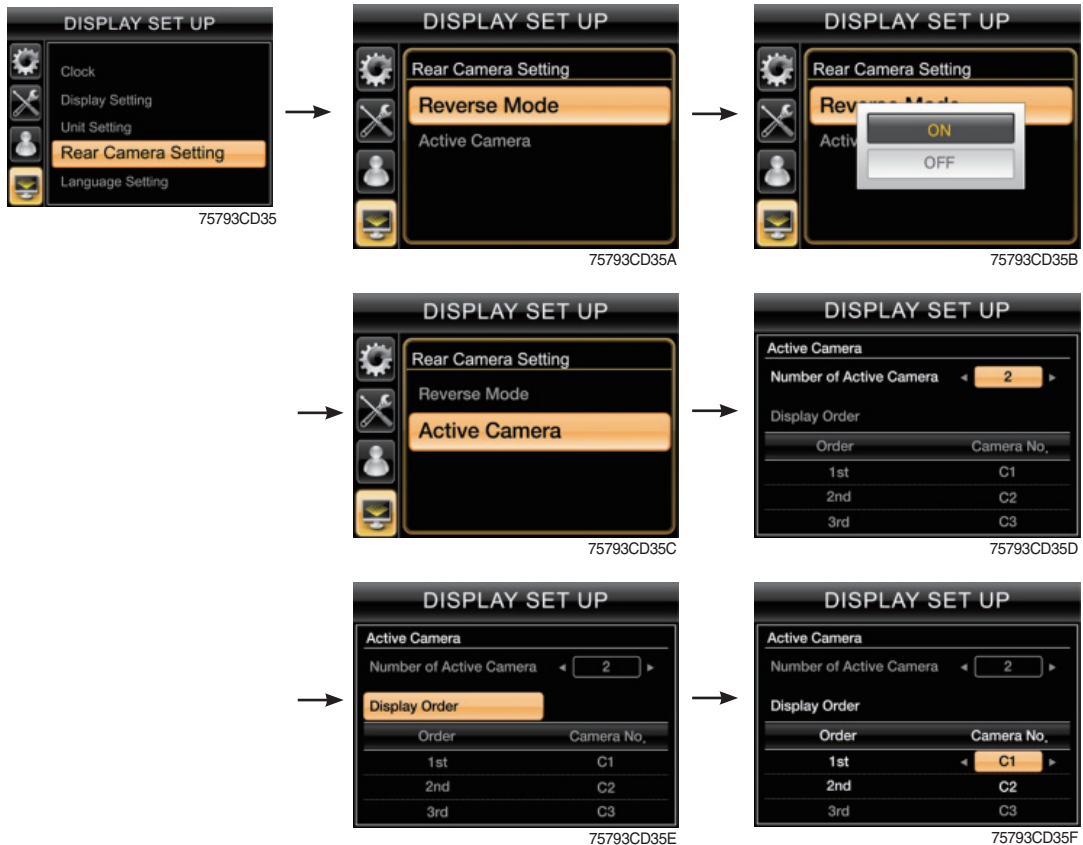 DISPLAY SET UP
Clock
Display Setting
Unit Setting
Rear Camera Setting
Language Setting
75793CD35
DISPLAY SET UP
Rear Camera Setting
Reverse Mode
Active Camera
75793CD35A
DISPLAY SET UP
Rear Camera Setting
ON
OFF
75793CD35B
DISPLAY SET UP
Rear Camera Setting
Reverse Mode
Active Camera
75793CD35C
DISPLAY SET UP
Active Camera
Number of Active Camera ◄ 2 ►
Display Order
Order Camera No.
1st C1
2nd C2
3rd C3
75793CD35D
DISPLAY SET UP
Active Camera
Number of Active Camera ◄ 2 ►
Display Order
Order Camera No.
1st C1
2nd C2
3rd C3
75793CD35E
DISPLAY SET UP
Active Camera
Number of Active Camera ◄ 2 ►
Display Order
Order Camera No.
1st ◄ C1 ►
2nd C2
3rd C3
75793CD35F